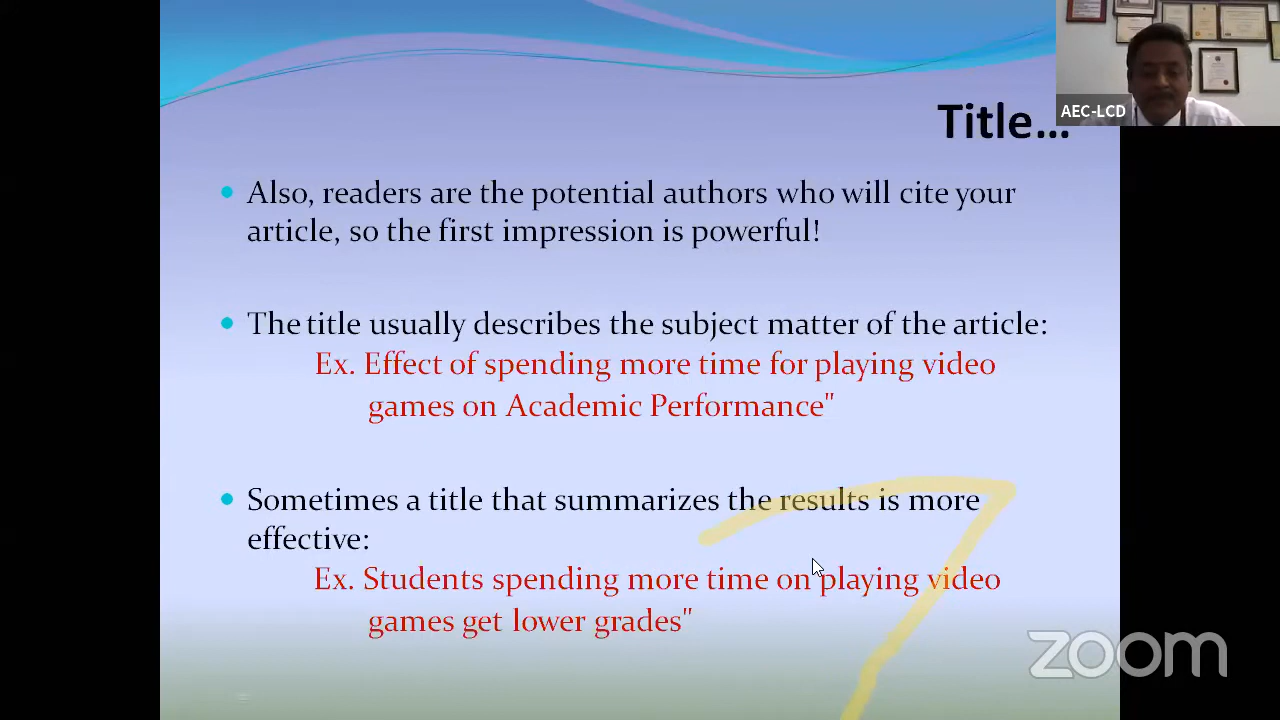 Title...
AEC-LCD
Also, readers are the potential authors who will cite your
article, so the first impression is powerful!
The title usually describes the subject matter of the article:
Ex. Effect of spending more time for playing video
games on Academic Performance"
Sometimes a title that summarizes the results is more
effective:
Ex. Students spending more time on playing video
games get lower grades"
zoom